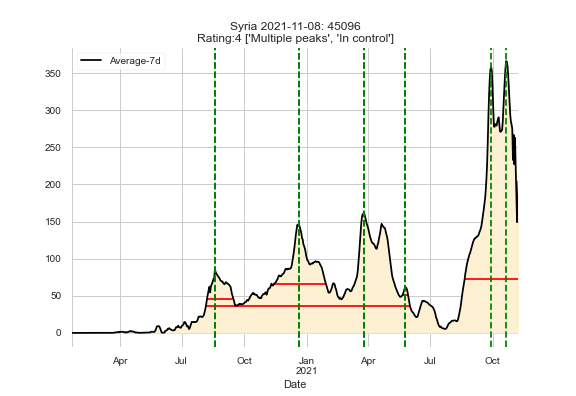 Syria 2021-11-08: 45096
Rating:4 ['Multiple peaks', 'In control']
Average-7d
350
300
250
200
150
100
50
0
Apr
Jul
Oct
Jan
2021
Apr
Jul
Oct
Date